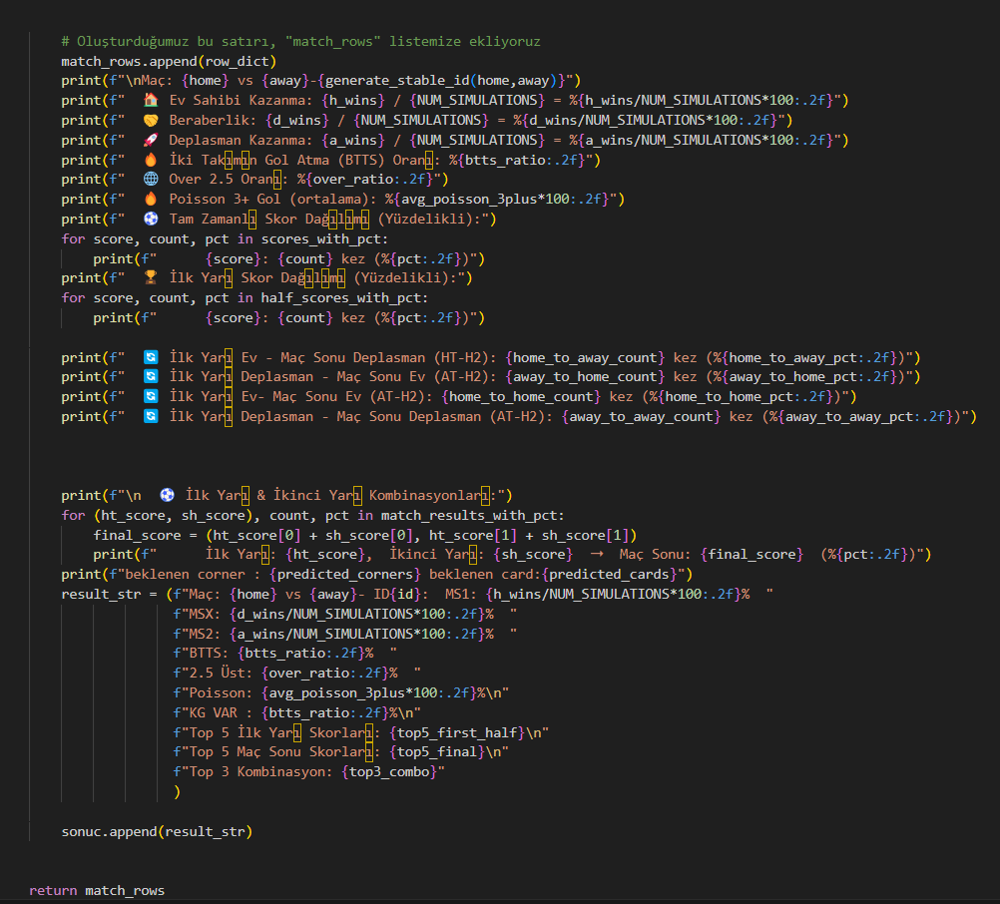 # Oluşturduğumuz bu satırı, "match_rows" listemize ekliyoruz
match_rows.append(row_dict)
print(f"\nMaç: {home} vs {away}-{generate_stable_id(home,away)}")
print(f"  🏠 Ev Sahibi Kazanma: {h_wins} / {NUM_SIMULATIONS} = %{h_wins/NUM_SIMULATIONS*100:.2f}")
print(f"  🤝 Beraberlik: {d_wins} / {NUM_SIMULATIONS} = %{d_wins/NUM_SIMULATIONS*100:.2f}")
print(f"  🚀 Deplasman Kazanma: {a_wins} / {NUM_SIMULATIONS} = %{a_wins/NUM_SIMULATIONS*100:.2f}")
print(f"  🔥 İki Takımın Gol Atma (BTTS) Oranı: %{btts_ratio:.2f}")
print(f"  🌐 Over 2.5 Oranı: %{over_ratio:.2f}")
print(f"  🔥 Poisson 3+ Gol (ortalama): %{avg_poisson_3plus*100:.2f}")
print(f"  ⚽ Tam Zamanlı Skor Dağılımı (Yüzdelikli):")
for score, count, pct in scores_with_pct:
    print(f"      {score}: {count} kez (%{pct:.2f})")
print(f"  🏆 İlk Yarı Skor Dağılımı (Yüzdelikli):")
for score, count, pct in half_scores_with_pct:
    print(f"      {score}: {count} kez (%{pct:.2f})")
print(f"  🔄 İlk Yarı Ev - Maç Sonu Deplasman (HT-H2): {home_to_away_count} kez (%{home_to_away_pct:.2f})")
print(f"  🔄 İlk Yarı Deplasman - Maç Sonu Ev (AT-H2): {away_to_home_count} kez (%{away_to_home_pct:.2f})")
print(f"  🔄 İlk Yarı Ev- Maç Sonu Ev (AT-H2): {home_to_home_count} kez (%{home_to_home_pct:.2f})")
print(f"  🔄 İlk Yarı Deplasman - Maç Sonu Deplasman (AT-H2): {away_to_away_count} kez (%{away_to_away_pct:.2f})")
print(f"\n  ⚽ İlk Yarı & İkinci Yarı Kombinasyonları:")
for (ht_score, sh_score), count, pct in match_results_with_pct:
    final_score = (ht_score[0] + sh_score[0], ht_score[1] + sh_score[1])
    print(f"      İlk Yarı: {ht_score},  İkinci Yarı: {sh_score}  →  Maç Sonu: {final_score}  (%{pct:.2f})")
print(f"beklenen corner : {predicted_corners} beklenen card:{predicted_cards}")
result_str = (f"Maç: {home} vs {away}- ID{id}:  MS1: {h_wins/NUM_SIMULATIONS*100:.2f}%  "
              f"MSX: {d_wins/NUM_SIMULATIONS*100:.2f}%  "
              f"MS2: {a_wins/NUM_SIMULATIONS*100:.2f}%  "
              f"BTTS: {btts_ratio:.2f}%  "
              f"2.5 Üst: {over_ratio:.2f}%  "
              f"Poisson: {avg_poisson_3plus*100:.2f}%\n"
              f"KG VAR : {btts_ratio:.2f}%\n"
              f"Top 5 İlk Yarı Skorları: {top5_first_half}\n"
              f"Top 5 Maç Sonu Skorları: {top5_final}\n"
              f"Top 3 Kombinasyon: {top3_combo}"
              )
sonuc.append(result_str)
return match_rows